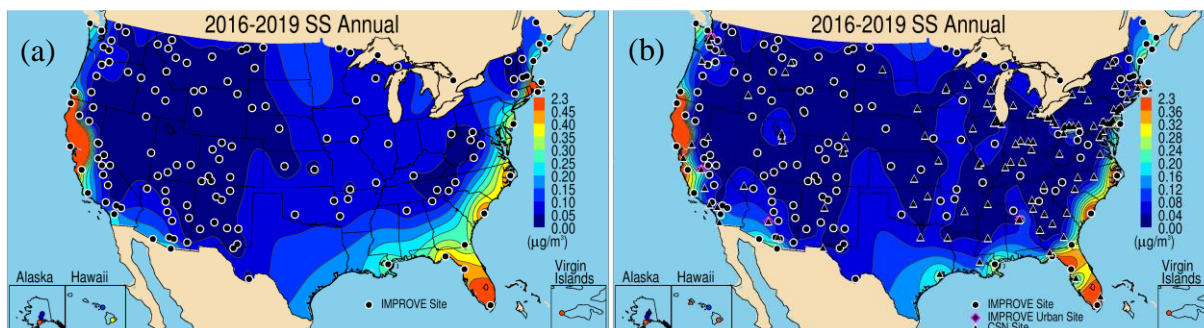 2016-2019 SS Annual
(a)
2.3
0.45
0.40
0.35
0.30
0.25
0.20
0.15
0.10
0.05
0.00
(µg/m³)
Alaska
Hawaii
IMPROVE Site
Virgin
Islands
2016-2019 SS Annual
(b)
2.3
0.36
0.32
0.28
0.24
0.20
0.16
0.12
0.08
0.04
0.00
(µg/m³)
Alaska
Hawaii
IMPROVE Site
IMPROVE Urban Site
CSN Site
Virgin
Islands